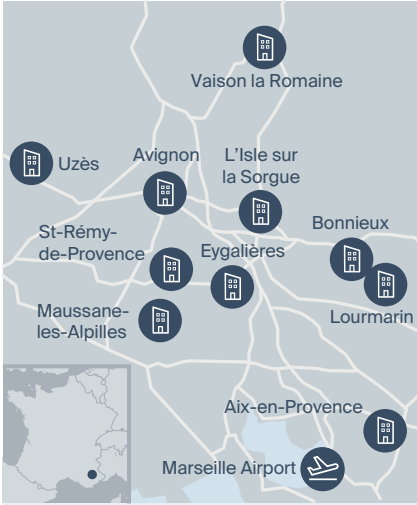 Vaison la Romaine
Avignon
L'Isle sur
la Sorgue
Uzès
Bonnieux
St-Rémy-
de-Provence
Eygalières
Maussane-
les-Alpilles
Lourmarin
Aix-en-Provence
Marseille Airport